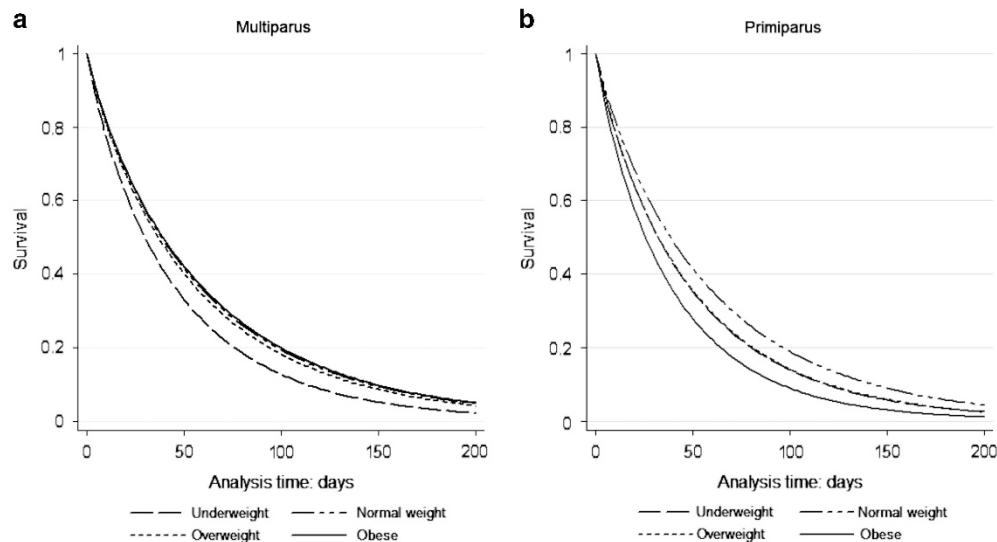 a
Multiparus
1
0.8
0.6
0.4
0.2
0
Survival
0 50 100 150 200
Analysis time: days
Underweight Normal weight
Overweight Obese
b
Primiparus
1
0.8
0.6
0.4
0.2
0
Survival
0 50 100 150 200
Analysis time: days
Underweight Normal weight
Overweight Obese